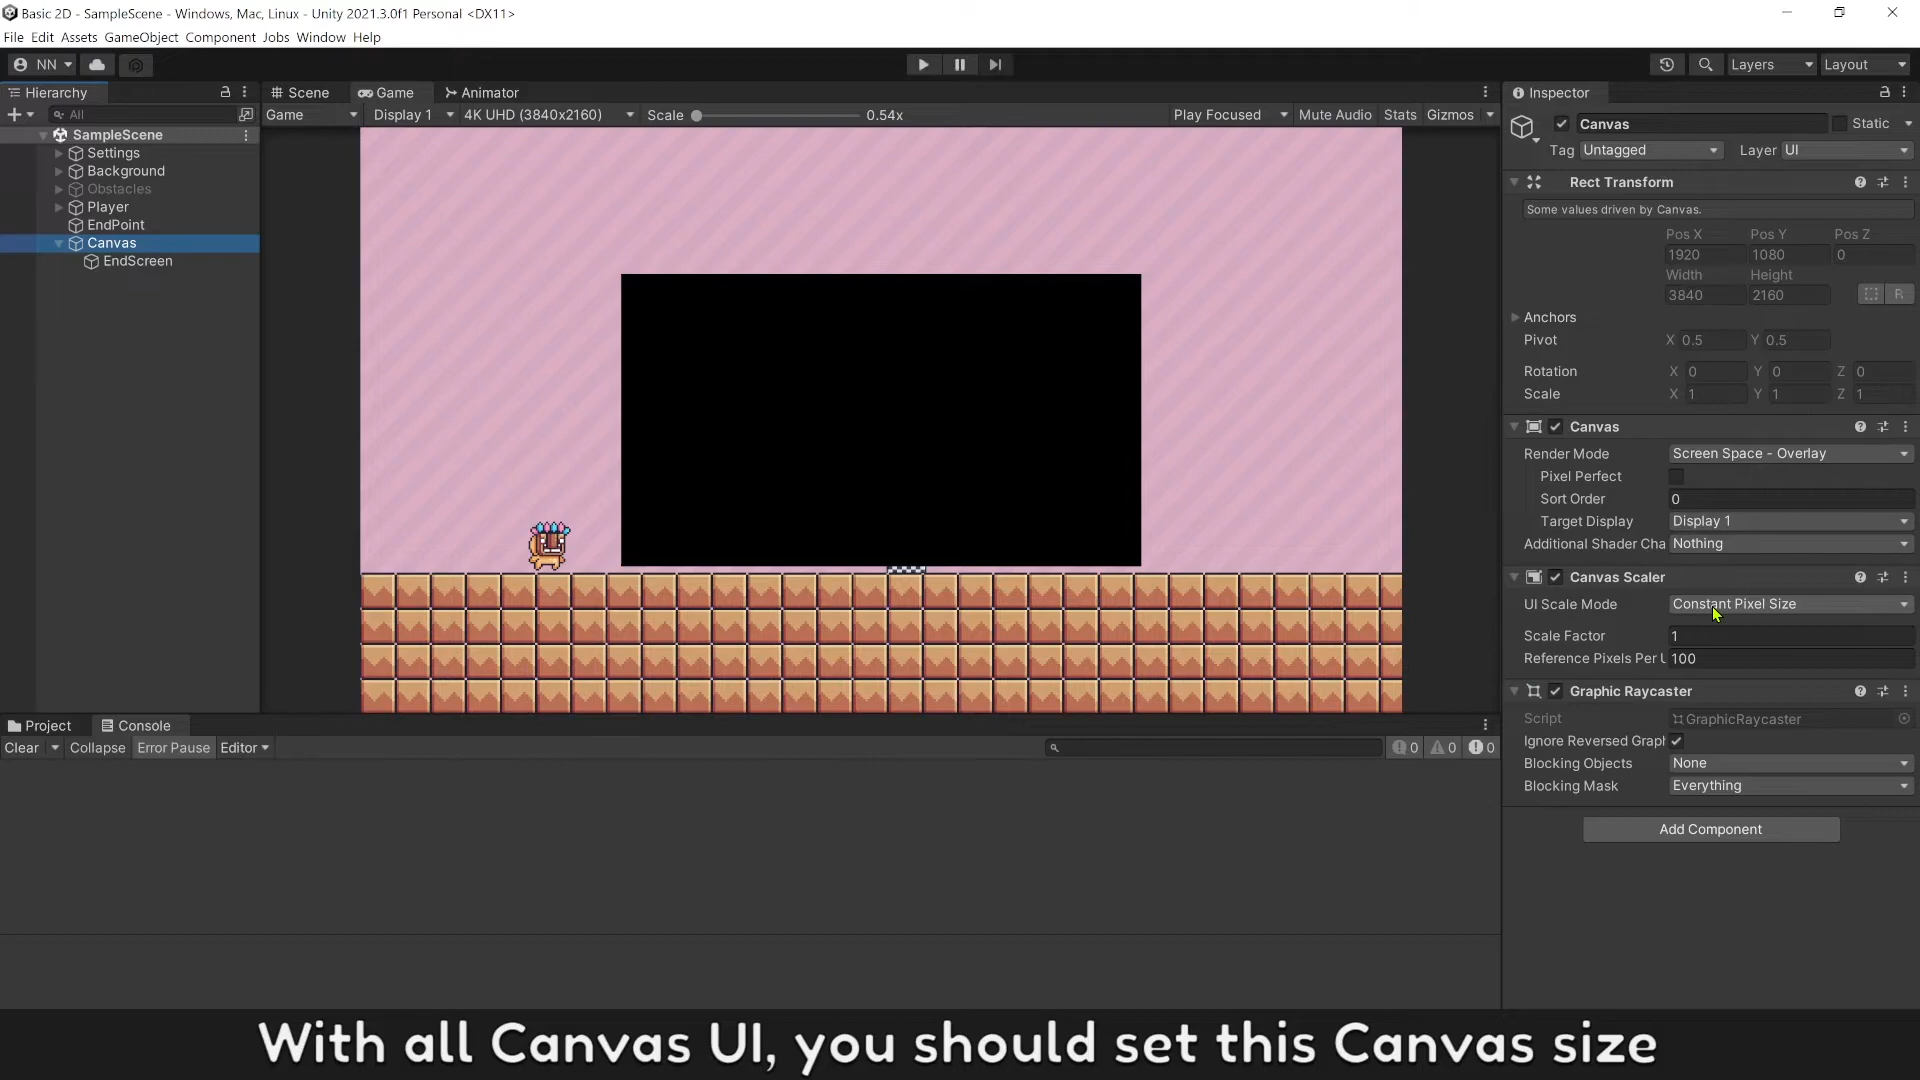 Basic 2D - SampleScene - Windows, Mac, Linux - Unity 2021.3.0f1 Personal <DX11>
File Edit Assets GameObject Component Jobs Window Help
NN Layers Layout
Hierarchy
All
SampleScene
Settings
Background
Obstacles
Player
EndPoint
Canvas
EndScreen
Scene Game Animator
Game Display 1 4K UHD (3840x2160) Scale 0.54x Play Focused Mute Audio Stats Gizmos
Inspector
Canvas Static
Tag Untagged Layer UI
Rect Transform
Some values driven by Canvas.
Pos X Pos Y Pos Z
1920 1080 0
Width Height
3840 2160 R
Anchors
Pivot X 0.5 Y 0.5
Rotation X 0 Y 0 Z 0
Scale X 1 Y 1 Z 1
Canvas
Render Mode Screen Space - Overlay
Pixel Perfect
Sort Order 0
Target Display Display 1
Additional Shader Cha Nothing
Canvas Scaler
UI Scale Mode Constant Pixel Size
Scale Factor 1
Reference Pixels Per U 100
Graphic Raycaster
Script GraphicRaycaster
Ignore Reversed Graph
Blocking Objects None
Blocking Mask Everything
Add Component
Project Console
Clear Collapse Error Pause Editor 0 0 0
With all Canvas UI, you should set this Canvas size